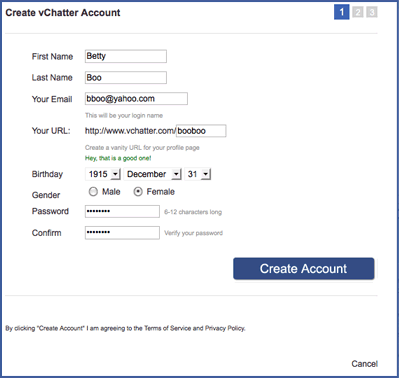 Create vChatter Account 1 2 3
First Name Betty
Last Name Boo
Your Email bboo@yahoo.com
This will be your login name
Your URL: http://www.vchatter.com/ booboo
Create a vanity URL for your profile page
Hey, that is a good one!
Birthday 1915 December 31
Gender Male Female
Password •••••••• 6-12 characters long
Confirm •••••••• Verify your password
Create Account
By clicking "Create Account" I am agreeing to the Terms of Service and Privacy Policy.
Cancel